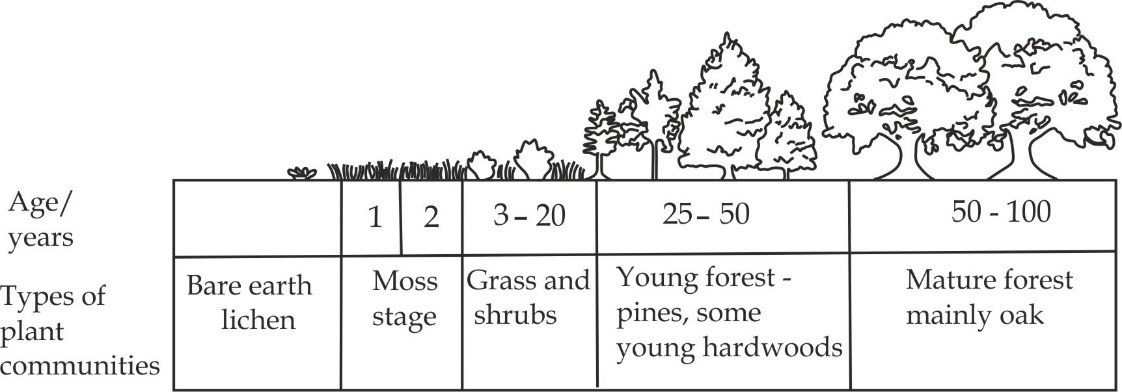 Age/
years
1
2
3 – 20
25 – 50
50 - 100
Types of
plant
communities
Bare earth
lichen
Moss
stage
Grass and
shrubs
Young forest -
pines, some
young hardwoods
Mature forest
mainly oak